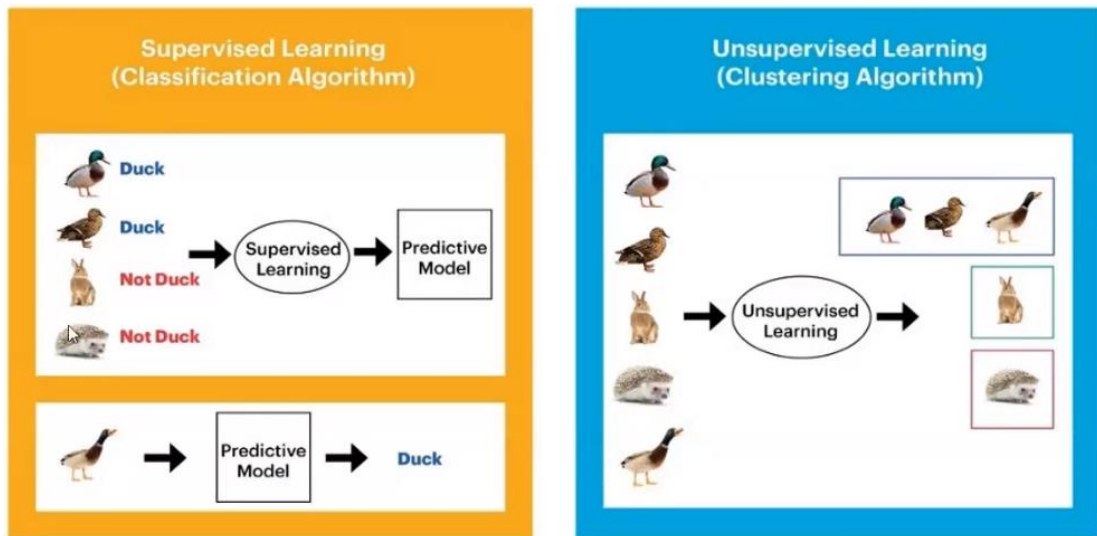 Supervised Learning
(Classification Algorithm)
Duck
Duck
Not Duck
Not Duck
Supervised
Learning
Predictive
Model
Predictive
Model
Duck
Unsupervised Learning
(Clustering Algorithm)
Unsupervised
Learning